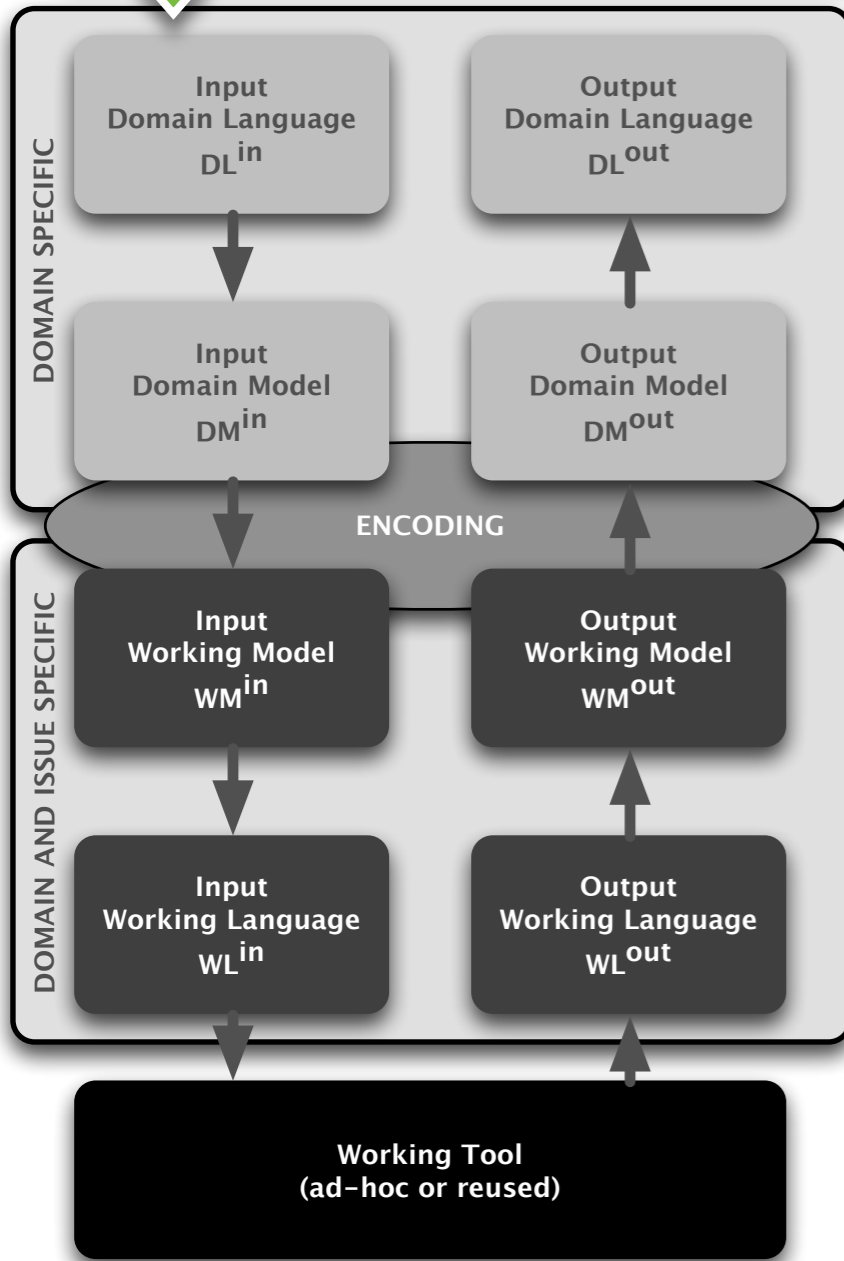 DOMAIN SPECIFIC
Input
Domain Language
DL^in
Output
Domain Language
DL^out
Input
Domain Model
DM^in
Output
Domain Model
DM^out
ENCODING
DOMAIN AND ISSUE SPECIFIC
Input
Working Model
WM^in
Output
Working Model
WM^out
Input
Working Language
WL^in
Output
Working Language
WL^out
Working Tool
(ad-hoc or reused)